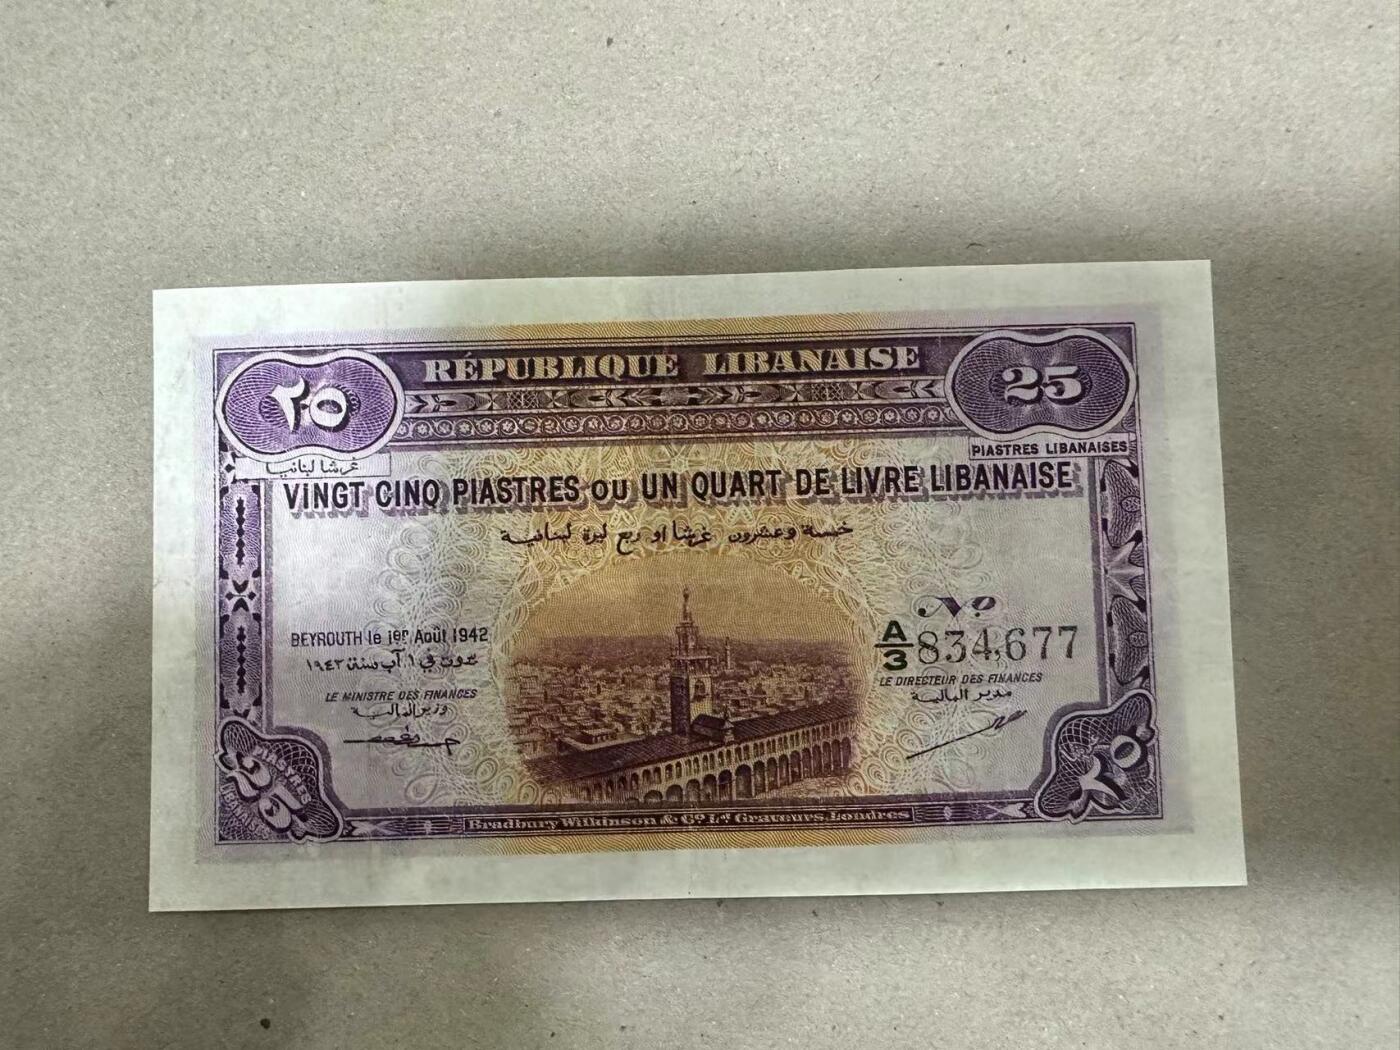 RÉPUBLIQUE LIBANAISE
٢٥
25
غرشا لبنانيا
PIASTRES LIBANAISES
VINGT CINQ PIASTRES OU UN QUART DE LIVRE LIBANAISE
خمسة وعشرون غرشا او ربع ليرة لبنانية
Nº
BEYROUTH le 1er Août 1942
A/3 834,677
بيروت في ١ آب سنة ١٩٤٢
LE MINISTRE DES FINANCES
وزير المالية
LE DIRECTEUR DES FINANCES
مدير المالية
25
PIASTRES
٢٥
Bradbury Wilkinson & Cº Ld Graveurs, Londres